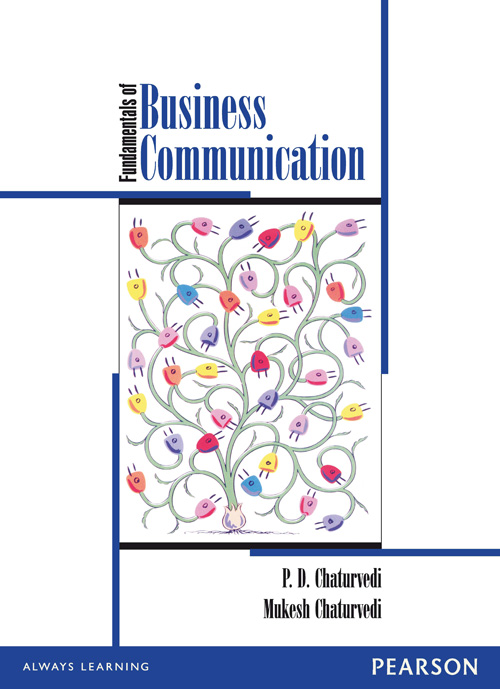 Fundamentals of
Business
Communication
P. D. Chaturvedi
Mukesh Chaturvedi
ALWAYS LEARNING
PEARSON